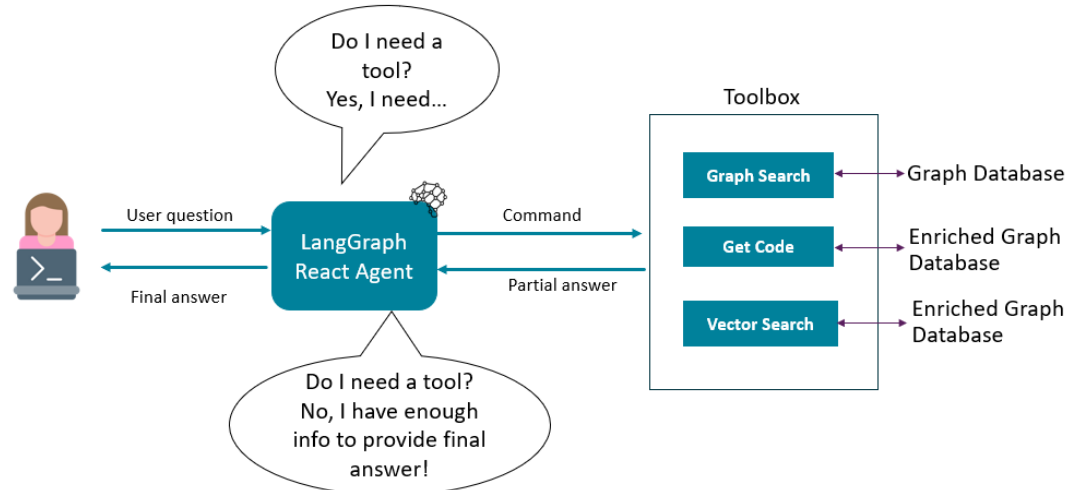 Do I need a
tool?
Yes, I need...
Toolbox
Graph Search
Graph Database
User question
Command
LangGraph
React Agent
Get Code
Enriched Graph
Database
>_
Final answer
Partial answer
Vector Search
Enriched Graph
Database
Do I need a tool?
No, I have enough
info to provide final
answer!